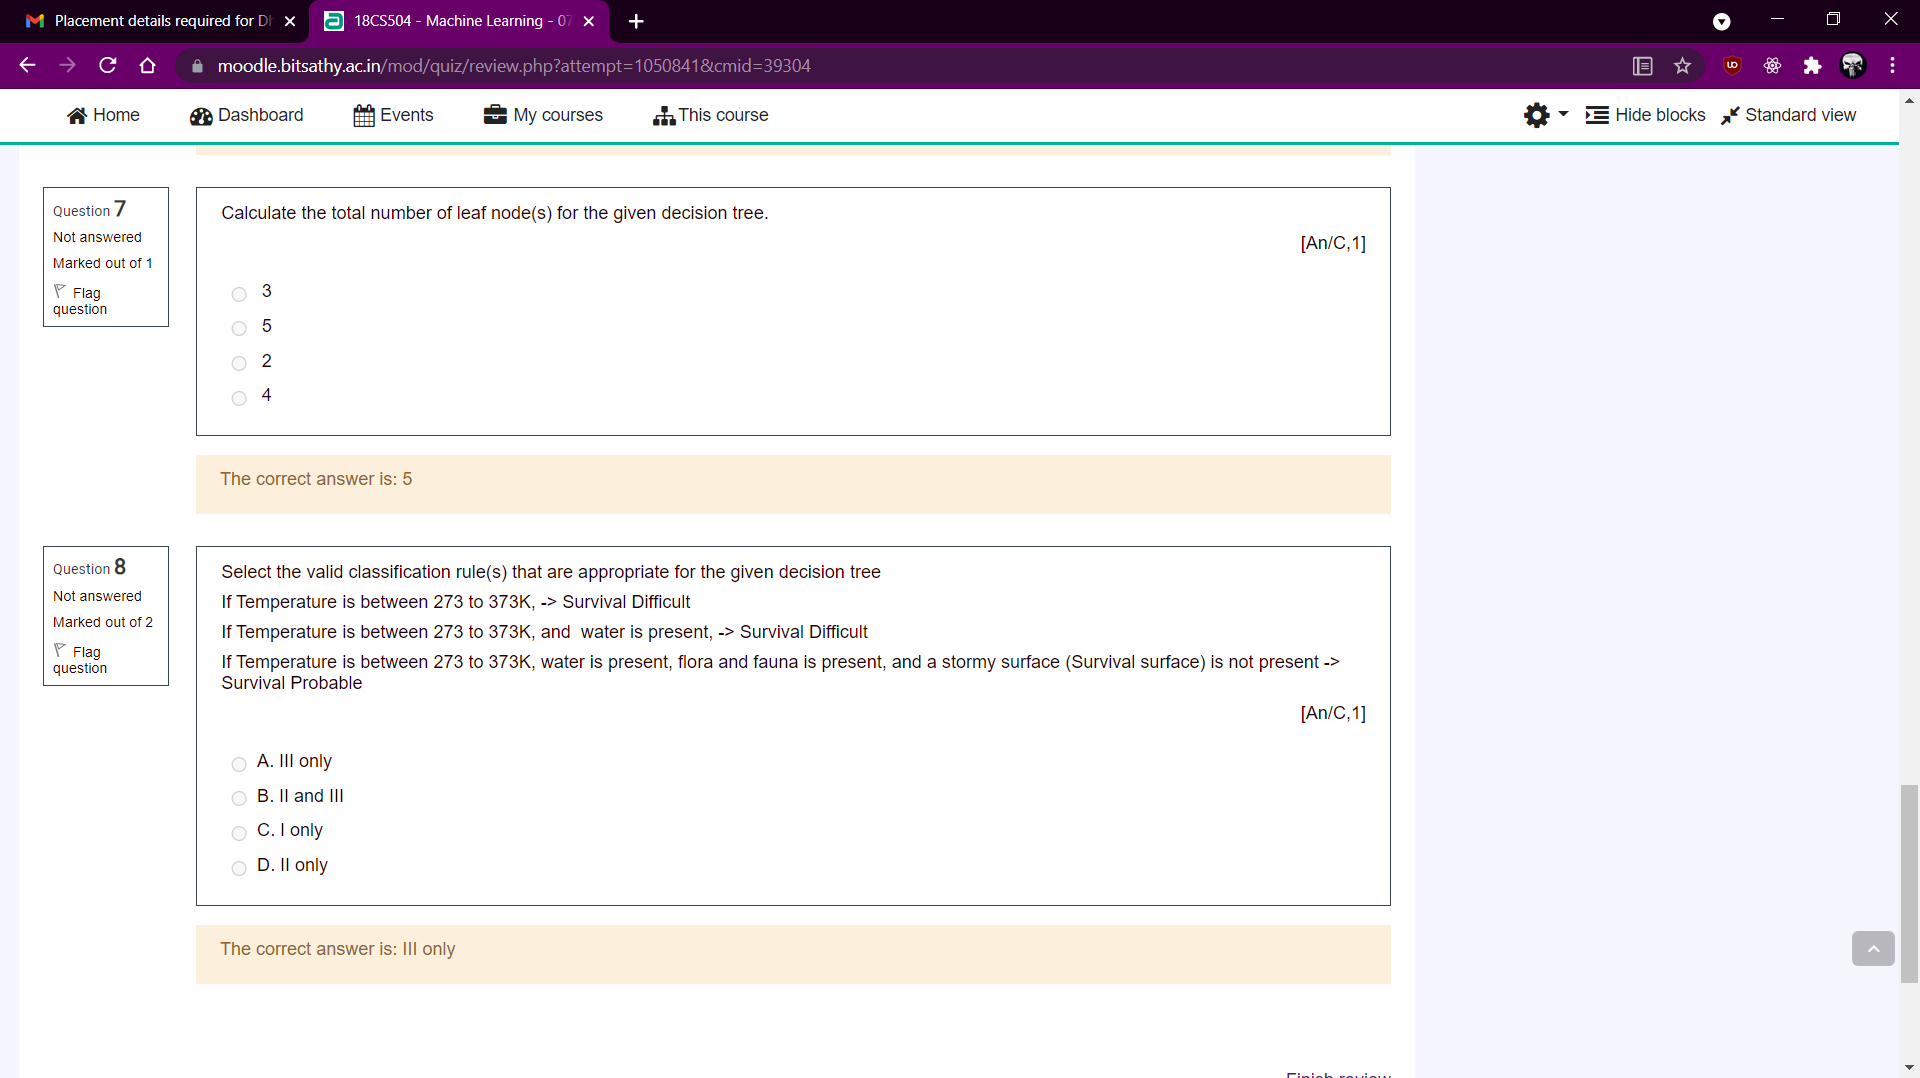 Placement details required for Dh
18CS504 - Machine Learning - 07
moodle.bitsathy.ac.in/mod/quiz/review.php?attempt=1050841&cmid=39304
Home
Dashboard
Events
My courses
This course
Hide blocks
Standard view
Question 7
Not answered
Marked out of 1
Flag
question
Calculate the total number of leaf node(s) for the given decision tree.
[An/C,1]
3
5
2
4
The correct answer is: 5
Question 8
Not answered
Marked out of 2
Flag
question
Select the valid classification rule(s) that are appropriate for the given decision tree
If Temperature is between 273 to 373K, -> Survival Difficult
If Temperature is between 273 to 373K, and  water is present, -> Survival Difficult
If Temperature is between 273 to 373K, water is present, flora and fauna is present, and a stormy surface (Survival surface) is not present ->
Survival Probable
[An/C,1]
A. III only
B. II and III
C. I only
D. II only
The correct answer is: III only
Finish review